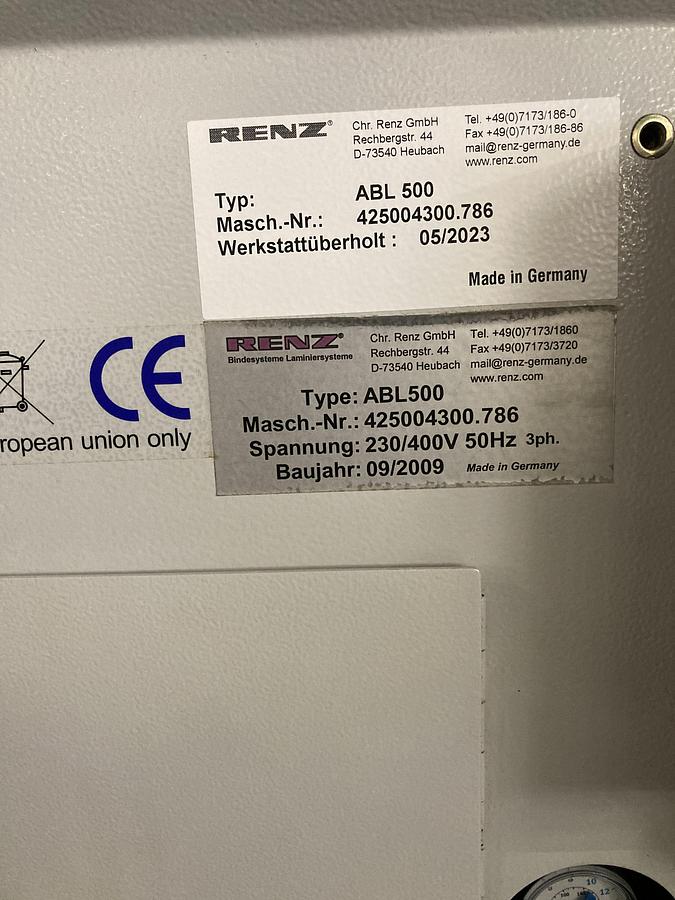 RENZ®
Chr. Renz GmbH
Rechbergstr. 44
D-73540 Heubach
Tel. +49(0)7173/186-0
Fax +49(0)7173/186-86
mail@renz-germany.de
www.renz.com
Typ: ABL 500
Masch.-Nr.: 425004300.786
Werkstattüberholt : 05/2023
Made in Germany
RENZ®
Bindesysteme Laminiersysteme
Chr. Renz GmbH
Rechbergstr. 44
D-73540 Heubach
Tel. +49(0)7173/1860
Fax +49(0)7173/3720
mail@renz-germany.de
www.renz.com
Type: ABL500
Masch.-Nr.: 425004300.786
Spannung: 230/400V 50Hz 3ph.
Baujahr: 09/2009 Made in Germany
CE
ropean union only
10
12